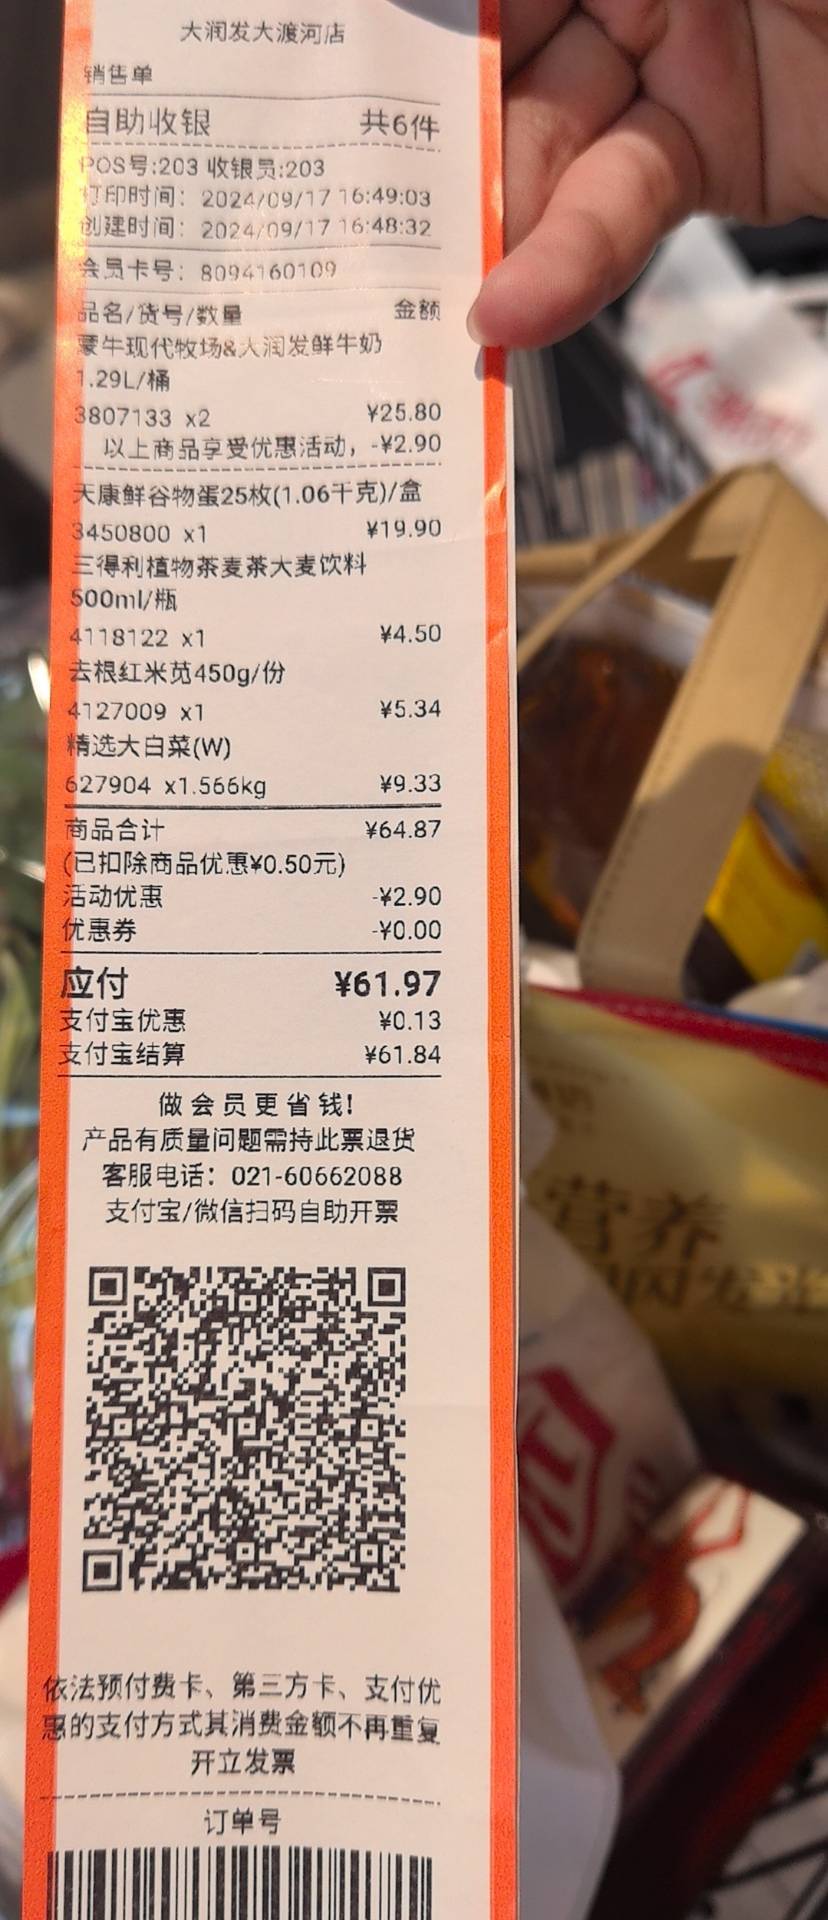 大润发大渡河店
销售单
自助收银 共6件
POS号:203 收银员:203
打印时间: 2024/09/17 16:49:03
创建时间: 2024/09/17 16:48:32
会员卡号: 8094160109
品名/货号/数量 金额
蒙牛现代牧场&大润发鲜牛奶
1.29L/桶
3807133 x2 ¥25.80
以上商品享受优惠活动, -¥2.90
天康鲜谷物蛋25枚(1.06千克)/盒
3450800 x1 ¥19.90
三得利植物茶麦茶大麦饮料
500ml/瓶
4118122 x1 ¥4.50
去根红米苋450g/份
4127009 x1 ¥5.34
精选大白菜(W)
627904 x1.566kg ¥9.33
商品合计 ¥64.87
(已扣除商品优惠¥0.50元)
活动优惠 -¥2.90
优惠券 -¥0.00
应付 ¥61.97
支付宝优惠 ¥0.13
支付宝结算 ¥61.84
做会员更省钱!
产品有质量问题需持此票退货
客服电话: 021-60662088
支付宝/微信扫码自助开票
依法预付费卡、第三方卡、支付优
惠的支付方式其消费金额不再重复
开立发票
订单号
营养